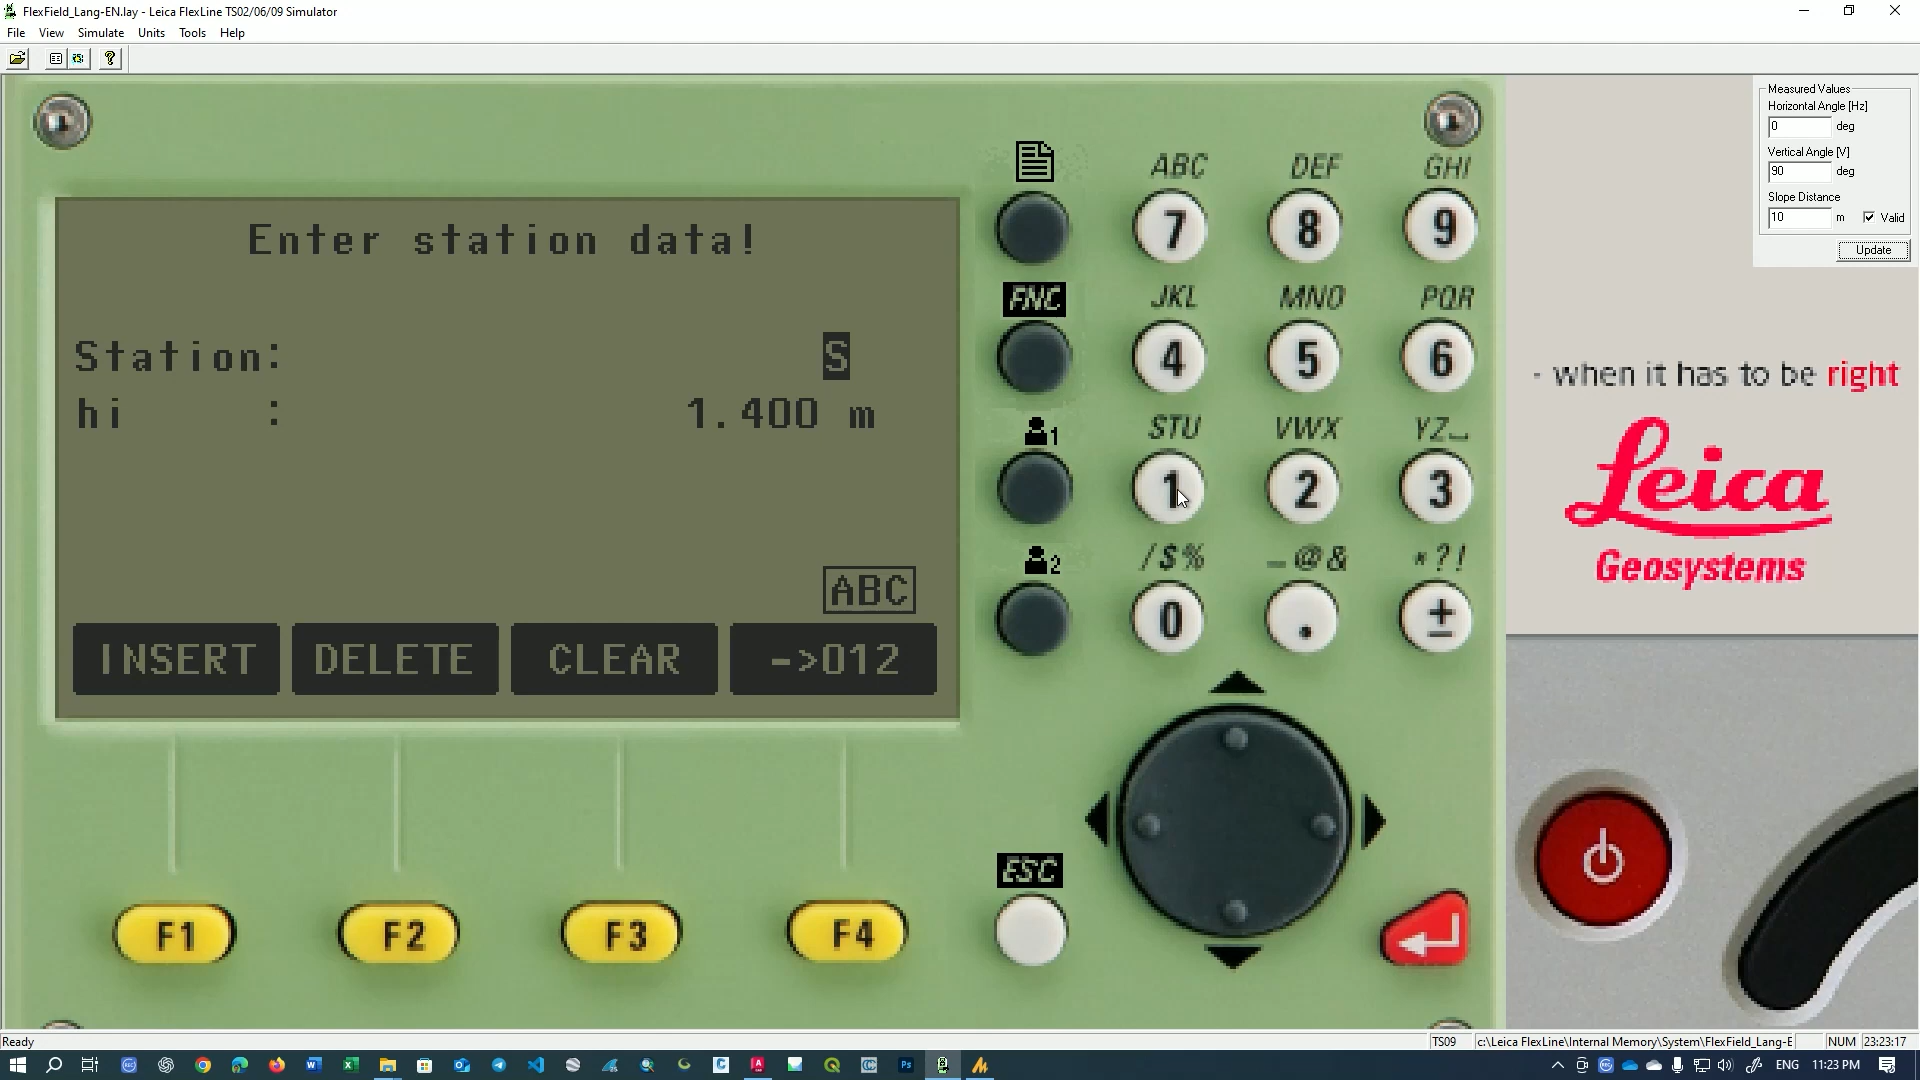 FlexField_Lang-EN.lay - Leica FlexLine TS02/06/09 Simulator
File View Simulate Units Tools Help
Measured Values
Horizontal Angle [Hz]
0 deg
Vertical Angle [V]
90 deg
Slope Distance
10 m Valid
Update
Enter station data!
Station: S
hi : 1.400 m
ABC
INSERT DELETE CLEAR ->012
F1 F2 F3 F4
FNC
1
2
ESC
ABC DEF GHI
7 8 9
JKL MNO PQR
4 5 6
STU VWX YZ_
1 2 3
/$% _@& *?!
0 . ±
- when it has to be right
Leica
Geosystems
Ready TS09 c:\Leica FlexLine\Internal Memory\System\FlexField_Lang-E NUM 23:23:17
ENG 11:23 PM